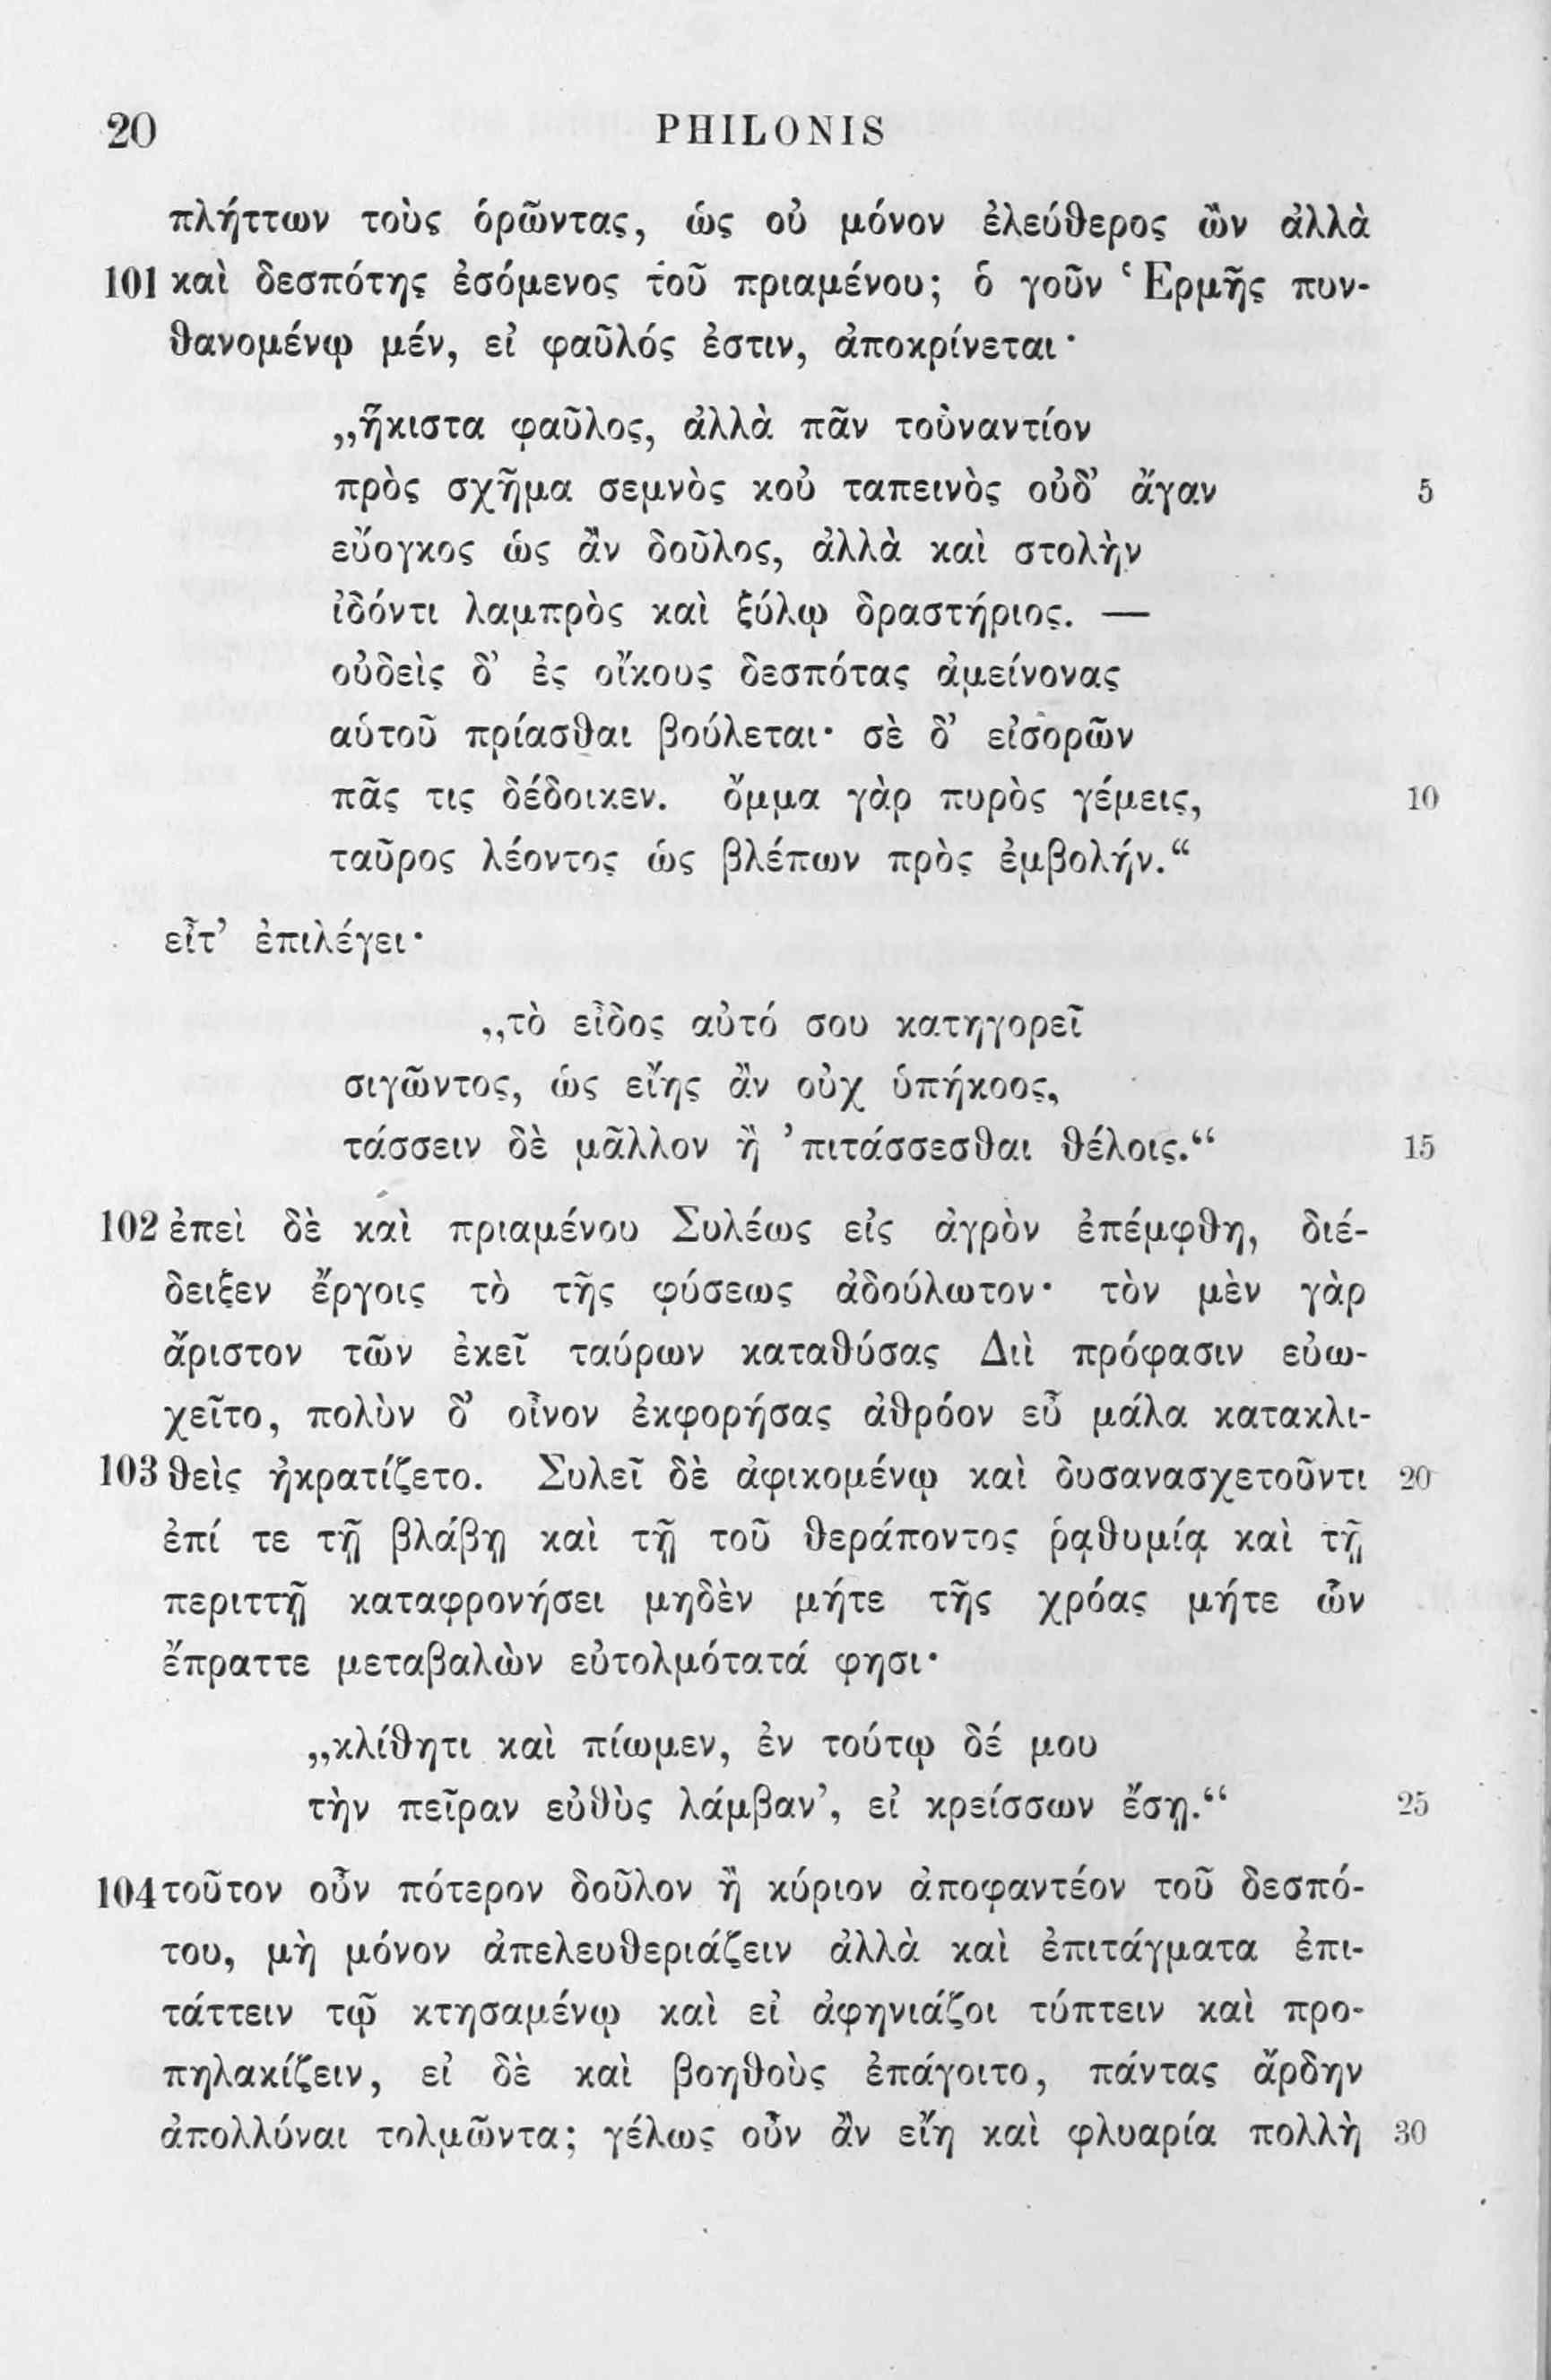 20 PHILONIS
πλήττων τοὺς ὁρῶντας, ὡς οὐ μόνον ἐλεύθερος ὢν ἀλλὰ
101 καὶ δεσπότης ἐσόμενος τοῦ πριαμένου; ὁ γοῦν Ἑρμῆς πυν-
θανομένῳ μέν, εἰ φαῦλός ἐστιν, ἀποκρίνεται·
„ἥκιστα φαῦλος, ἀλλὰ πᾶν τοὐναντίον
πρὸς σχῆμα σεμνὸς κοὐ ταπεινὸς οὐδ’ ἄγαν 5
εὔογκος ὡς ἂν δοῦλος, ἀλλὰ καὶ στολὴν
ἰδόντι λαμπρὸς καὶ ξύλῳ δραστήριος. —
οὐδεὶς δ’ ἐς οἴκους δεσπότας ἀμείνονας
αὑτοῦ πρίασθαι βούλεται· σὲ δ’ εἰσορῶν
πᾶς τις δέδοικεν. ὄμμα γὰρ πυρὸς γέμεις, 10
ταῦρος λέοντος ὡς βλέπων πρὸς ἐμβολήν.“
εἶτ’ ἐπιλέγει·
„τὸ εἶδος αὐτό σου κατηγορεῖ
σιγῶντος, ὡς εἴης ἂν οὐχ ὑπήκοος,
τάσσειν δὲ μᾶλλον ἢ ’πιτάσσεσθαι θέλοις.“ 15
102 ἐπεὶ δὲ καὶ πριαμένου Συλέως εἰς ἀγρὸν ἐπέμφθη, διέ-
δειξεν ἔργοις τὸ τῆς φύσεως ἀδούλωτον· τὸν μὲν γὰρ
ἄριστον τῶν ἐκεῖ ταύρων καταθύσας Διὶ πρόφασιν εὐω-
χεῖτο, πολὺν δ’ οἶνον ἐκφορήσας ἀθρόον εὖ μάλα κατακλι-
103 θεὶς ἠκρατίζετο. Συλεῖ δὲ ἀφικομένῳ καὶ δυσανασχετοῦντι 20
ἐπί τε τῇ βλάβῃ καὶ τῇ τοῦ θεράποντος ῥᾳθυμίᾳ καὶ τῇ
περιττῇ καταφρονήσει μηδὲν μήτε τῆς χρόας μήτε ὧν
ἔπραττε μεταβαλὼν εὐτολμότατά φησι·
„κλίθητι καὶ πίωμεν, ἐν τούτῳ δέ μου
τὴν πεῖραν εὐθὺς λάμβαν’, εἰ κρείσσων ἔσῃ.“ 25
104 τοῦτον οὖν πότερον δοῦλον ἢ κύριον ἀποφαντέον τοῦ δεσπό-
του, μὴ μόνον ἀπελευθεριάζειν ἀλλὰ καὶ ἐπιτάγματα ἐπι-
τάττειν τῷ κτησαμένῳ καὶ εἰ ἀφηνιάζοι τύπτειν καὶ προ-
πηλακίζειν, εἰ δὲ καὶ βοηθοὺς ἐπάγοιτο, πάντας ἄρδην
ἀπολλύναι τολμῶντα; γέλως οὖν ἂν εἴη καὶ φλυαρία πολλὴ 30